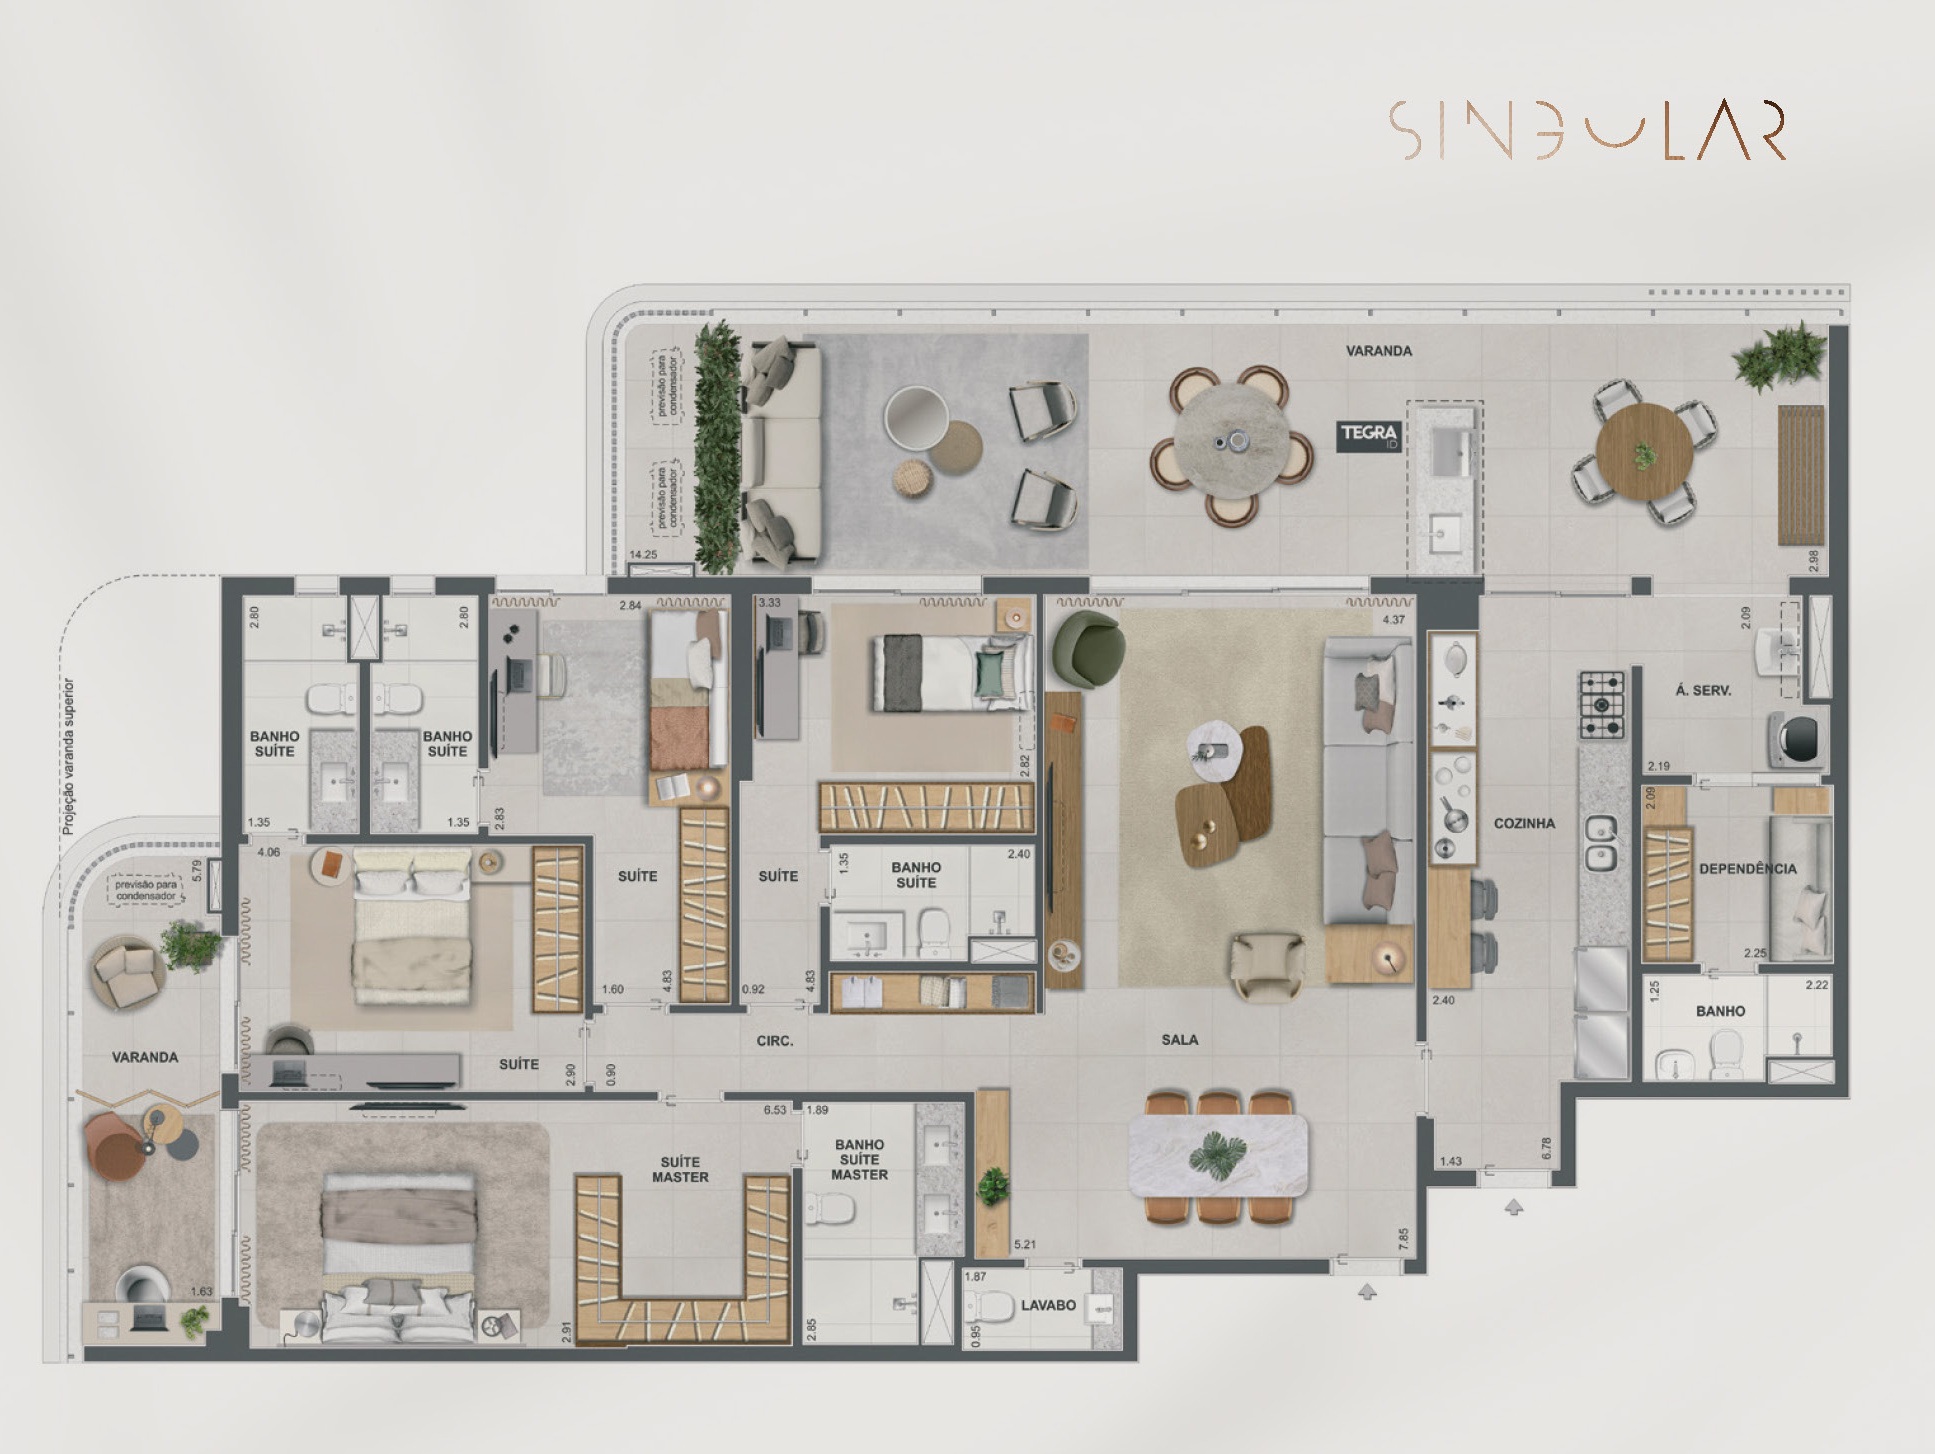 SINGULAR
VARANDA
previsão para
condensador
previsão para
condensador
TEGRA
ID
14.25
2.98
Projeção varanda superior
2.80
2.80
2.84
3.33
4.37
2.09
BANHO
SUÍTE
BANHO
SUÍTE
Á. SERV.
1.35
1.35
2.83
2.82
2.19
2.09
4.06
5.79
previsão para
condensador
SUÍTE
SUÍTE
1.35
BANHO
SUÍTE
2.40
COZINHA
DEPENDÊNCIA
2.25
1.60
4.83
0.92
4.83
2.40
1.25
2.22
BANHO
VARANDA
SUÍTE
2.90
0.90
CIRC.
SALA
6.53
1.89
SUÍTE
MASTER
BANHO
SUÍTE
MASTER
1.43
6.78
5.21
7.85
1.63
2.91
2.85
1.87
LAVABO
0.95